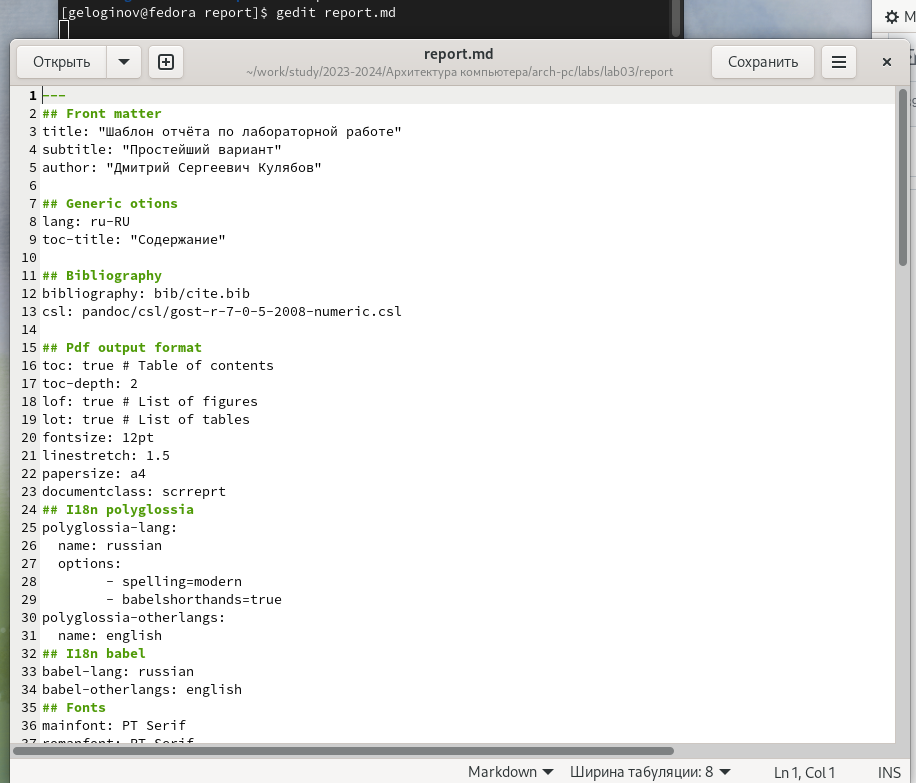 [geloginov@fedora report]$ gedit report.md
M
Открыть
report.md
~/work/study/2023-2024/Архитектура компьютера/arch-pc/labs/lab03/report
Сохранить
1 ---
2 ## Front matter
3 title: "Шаблон отчёта по лабораторной работе"
4 subtitle: "Простейший вариант"
5 author: "Дмитрий Сергеевич Кулябов"
6
7 ## Generic otions
8 lang: ru-RU
9 toc-title: "Содержание"
10
11 ## Bibliography
12 bibliography: bib/cite.bib
13 csl: pandoc/csl/gost-r-7-0-5-2008-numeric.csl
14
15 ## Pdf output format
16 toc: true # Table of contents
17 toc-depth: 2
18 lof: true # List of figures
19 lot: true # List of tables
20 fontsize: 12pt
21 linestretch: 1.5
22 papersize: a4
23 documentclass: scrreprt
24 ## I18n polyglossia
25 polyglossia-lang:
26   name: russian
27   options:
28         - spelling=modern
29         - babelshorthands=true
30 polyglossia-otherlangs:
31   name: english
32 ## I18n babel
33 babel-lang: russian
34 babel-otherlangs: english
35 ## Fonts
36 mainfont: PT Serif
37 romanfont: PT Serif
Markdown
Ширина табуляции: 8
Ln 1, Col 1
INS